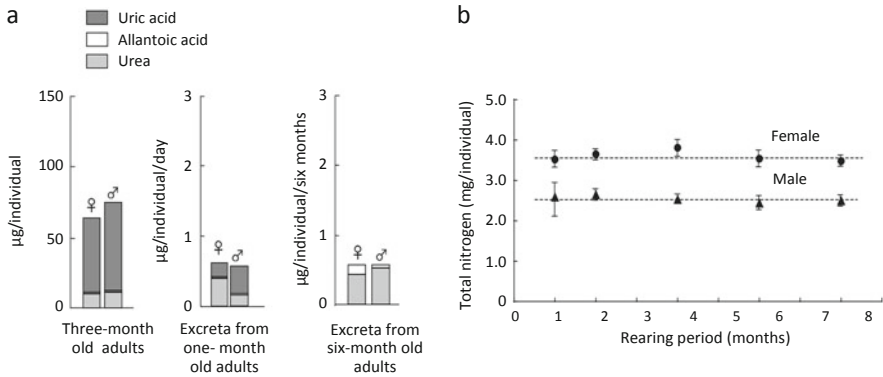 a
Uric acid
Allantoic acid
Urea
µg/individual
150
100
50
0
♀
♂
Three-month
old adults
µg/individual/day
3
2
1
0
♀
♂
Excreta from
one- month
old adults
µg/individual/six months
3
2
1
0
♀
♂
Excreta from
six-month old
adults
b
Total nitrogen (mg/individual)
5.0
4.0
3.0
2.0
1.0
0
Female
Male
0 1 2 3 4 5 6 7 8
Rearing period (months)